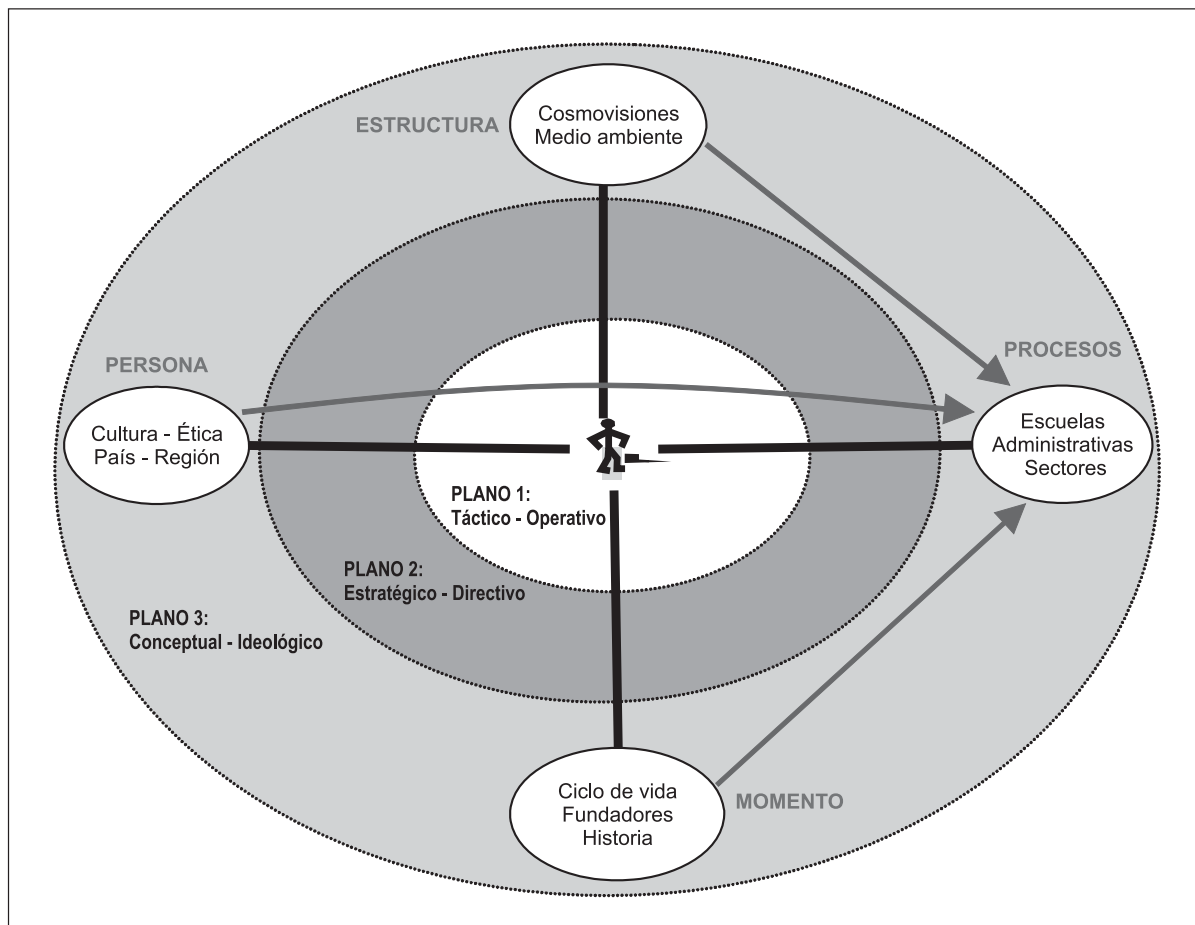 ESTRUCTURA
Cosmovisiones
Medio ambiente
PERSONA
Cultura - Ética
País - Región
PROCESOS
Escuelas
Administrativas
Sectores
PLANO 1:
Táctico - Operativo
PLANO 2:
Estratégico - Directivo
PLANO 3:
Conceptual - Ideológico
Ciclo de vida
Fundadores
Historia
MOMENTO